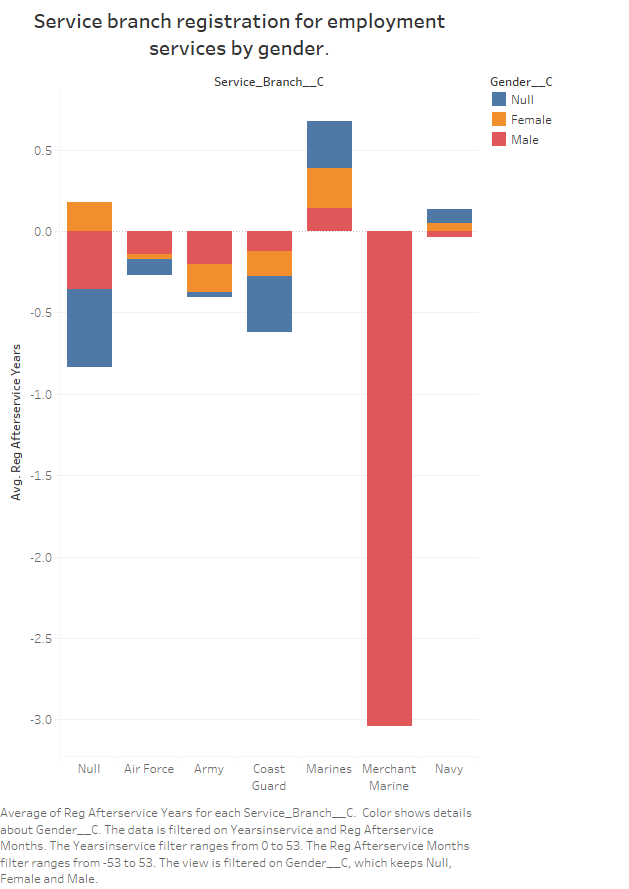 Service branch registration for employment
services by gender.
Service_Branch__C
Gender__C
Null
Female
Male
0.5
0.0
-0.5
-1.0
-1.5
-2.0
-2.5
-3.0
Avg. Reg Afterservice Years
Null
Air Force
Army
Coast
Guard
Marines
Merchant
Marine
Navy
Average of Reg Afterservice Years for each Service_Branch__C.  Color shows details
about Gender__C. The data is filtered on Yearsinservice and Reg Afterservice
Months. The Yearsinservice filter ranges from 0 to 53. The Reg Afterservice Months
filter ranges from -53 to 53. The view is filtered on Gender__C, which keeps Null,
Female and Male.